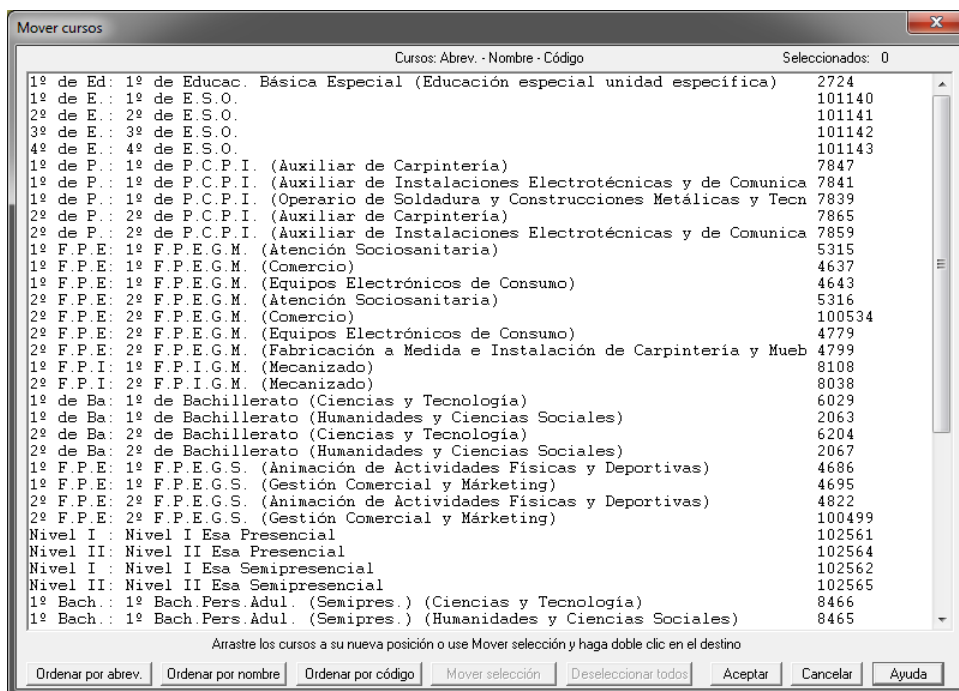 Mover cursos
Cursos: Abrev. - Nombre - Código Seleccionados: 0
1º de Ed: 1º de Educac. Básica Especial (Educación especial unidad específica) 2724
1º de E.: 1º de E.S.O. 101140
2º de E.: 2º de E.S.O. 101141
3º de E.: 3º de E.S.O. 101142
4º de E.: 4º de E.S.O. 101143
1º de P.: 1º de P.C.P.I. (Auxiliar de Carpintería) 7847
1º de P.: 1º de P.C.P.I. (Auxiliar de Instalaciones Electrotécnicas y de Comunica 7841
1º de P.: 1º de P.C.P.I. (Operario de Soldadura y Construcciones Metálicas y Tecn 7839
2º de P.: 2º de P.C.P.I. (Auxiliar de Carpintería) 7865
2º de P.: 2º de P.C.P.I. (Auxiliar de Instalaciones Electrotécnicas y de Comunica 7859
1º F.P.E: 1º F.P.E.G.M. (Atención Sociosanitaria) 5315
1º F.P.E: 1º F.P.E.G.M. (Comercio) 4637
1º F.P.E: 1º F.P.E.G.M. (Equipos Electrónicos de Consumo) 4643
2º F.P.E: 2º F.P.E.G.M. (Atención Sociosanitaria) 5316
2º F.P.E: 2º F.P.E.G.M. (Comercio) 100534
2º F.P.E: 2º F.P.E.G.M. (Equipos Electrónicos de Consumo) 4779
2º F.P.E: 2º F.P.E.G.M. (Fabricación a Medida e Instalación de Carpintería y Mueb 4799
1º F.P.I: 1º F.P.I.G.M. (Mecanizado) 8108
2º F.P.I: 2º F.P.I.G.M. (Mecanizado) 8038
1º de Ba: 1º de Bachillerato (Ciencias y Tecnología) 6029
1º de Ba: 1º de Bachillerato (Humanidades y Ciencias Sociales) 2063
2º de Ba: 2º de Bachillerato (Ciencias y Tecnología) 6204
2º de Ba: 2º de Bachillerato (Humanidades y Ciencias Sociales) 2067
1º F.P.E: 1º F.P.E.G.S. (Animación de Actividades Físicas y Deportivas) 4686
1º F.P.E: 1º F.P.E.G.S. (Gestión Comercial y Márketing) 4695
2º F.P.E: 2º F.P.E.G.S. (Animación de Actividades Físicas y Deportivas) 4822
2º F.P.E: 2º F.P.E.G.S. (Gestión Comercial y Márketing) 100499
Nivel I : Nivel I Esa Presencial 102561
Nivel II: Nivel II Esa Presencial 102564
Nivel I : Nivel I Esa Semipresencial 102562
Nivel II: Nivel II Esa Semipresencial 102565
1º Bach.: 1º Bach.Pers.Adul. (Semipres.) (Ciencias y Tecnología) 8466
1º Bach.: 1º Bach.Pers.Adul. (Semipres.) (Humanidades y Ciencias Sociales) 8465
Arrastre los cursos a su nueva posición o use Mover selección y haga doble clic en el destino
Ordenar por abrev. Ordenar por nombre Ordenar por código Mover selección Deseleccionar todos Aceptar Cancelar Ayuda